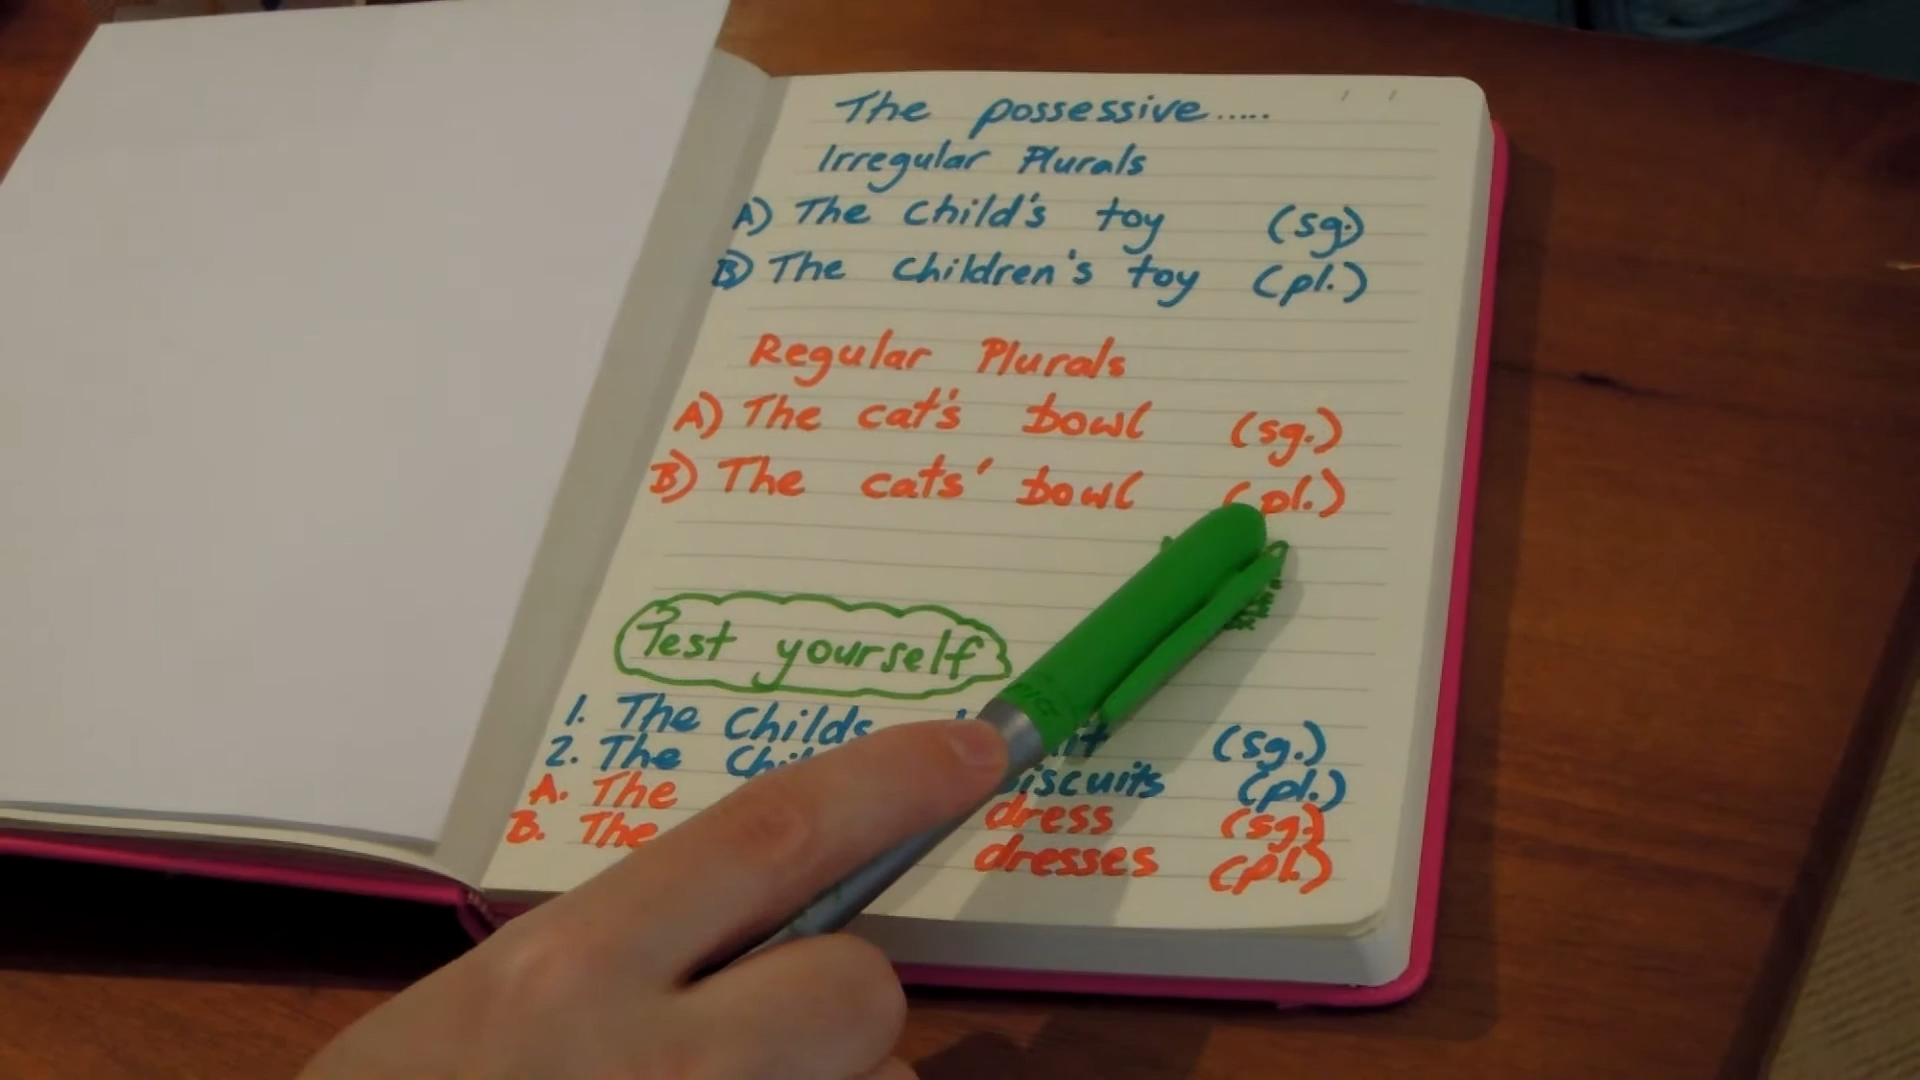 The possessive.....
Irregular Plurals
A) The child's toy (sg.)
B) The children's toy (pl.)
Regular Plurals
A) The cat's bowl (sg.)
B) The cats' bowl (pl.)
Test yourself
1. The Childs (sg.)
2. The (pl.)
A. The dress (sg.)
B. The dresses (pl.)